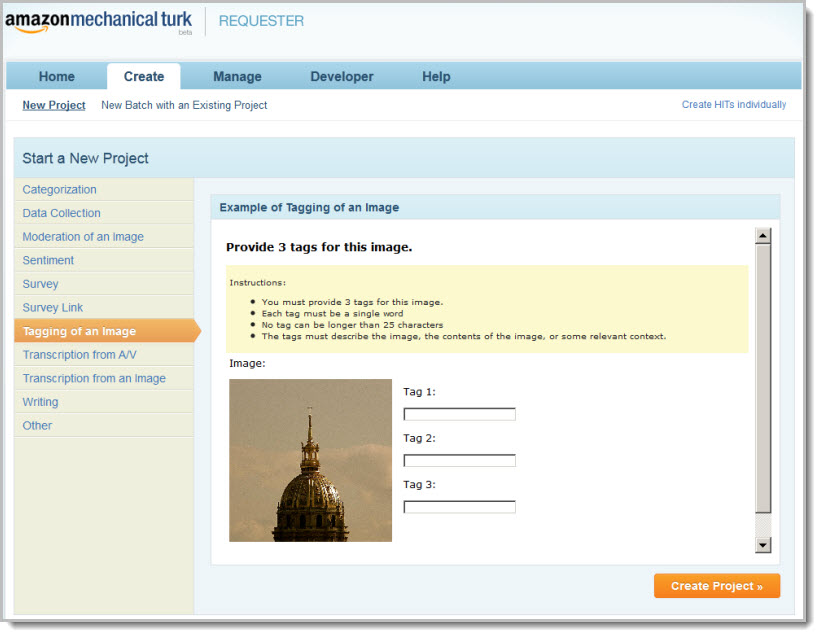 amazonmechanical turk
beta
REQUESTER
Home Create Manage Developer Help
New Project New Batch with an Existing Project Create HITs individually
Start a New Project
Categorization
Data Collection
Moderation of an Image
Sentiment
Survey
Survey Link
Tagging of an Image
Transcription from A/V
Transcription from an Image
Writing
Other
Example of Tagging of an Image
Provide 3 tags for this image.
Instructions:
• You must provide 3 tags for this image.
• Each tag must be a single word
• No tag can be longer than 25 characters
• The tags must describe the image, the contents of the image, or some relevant context.
Image:
Tag 1:
Tag 2:
Tag 3:
Create Project »